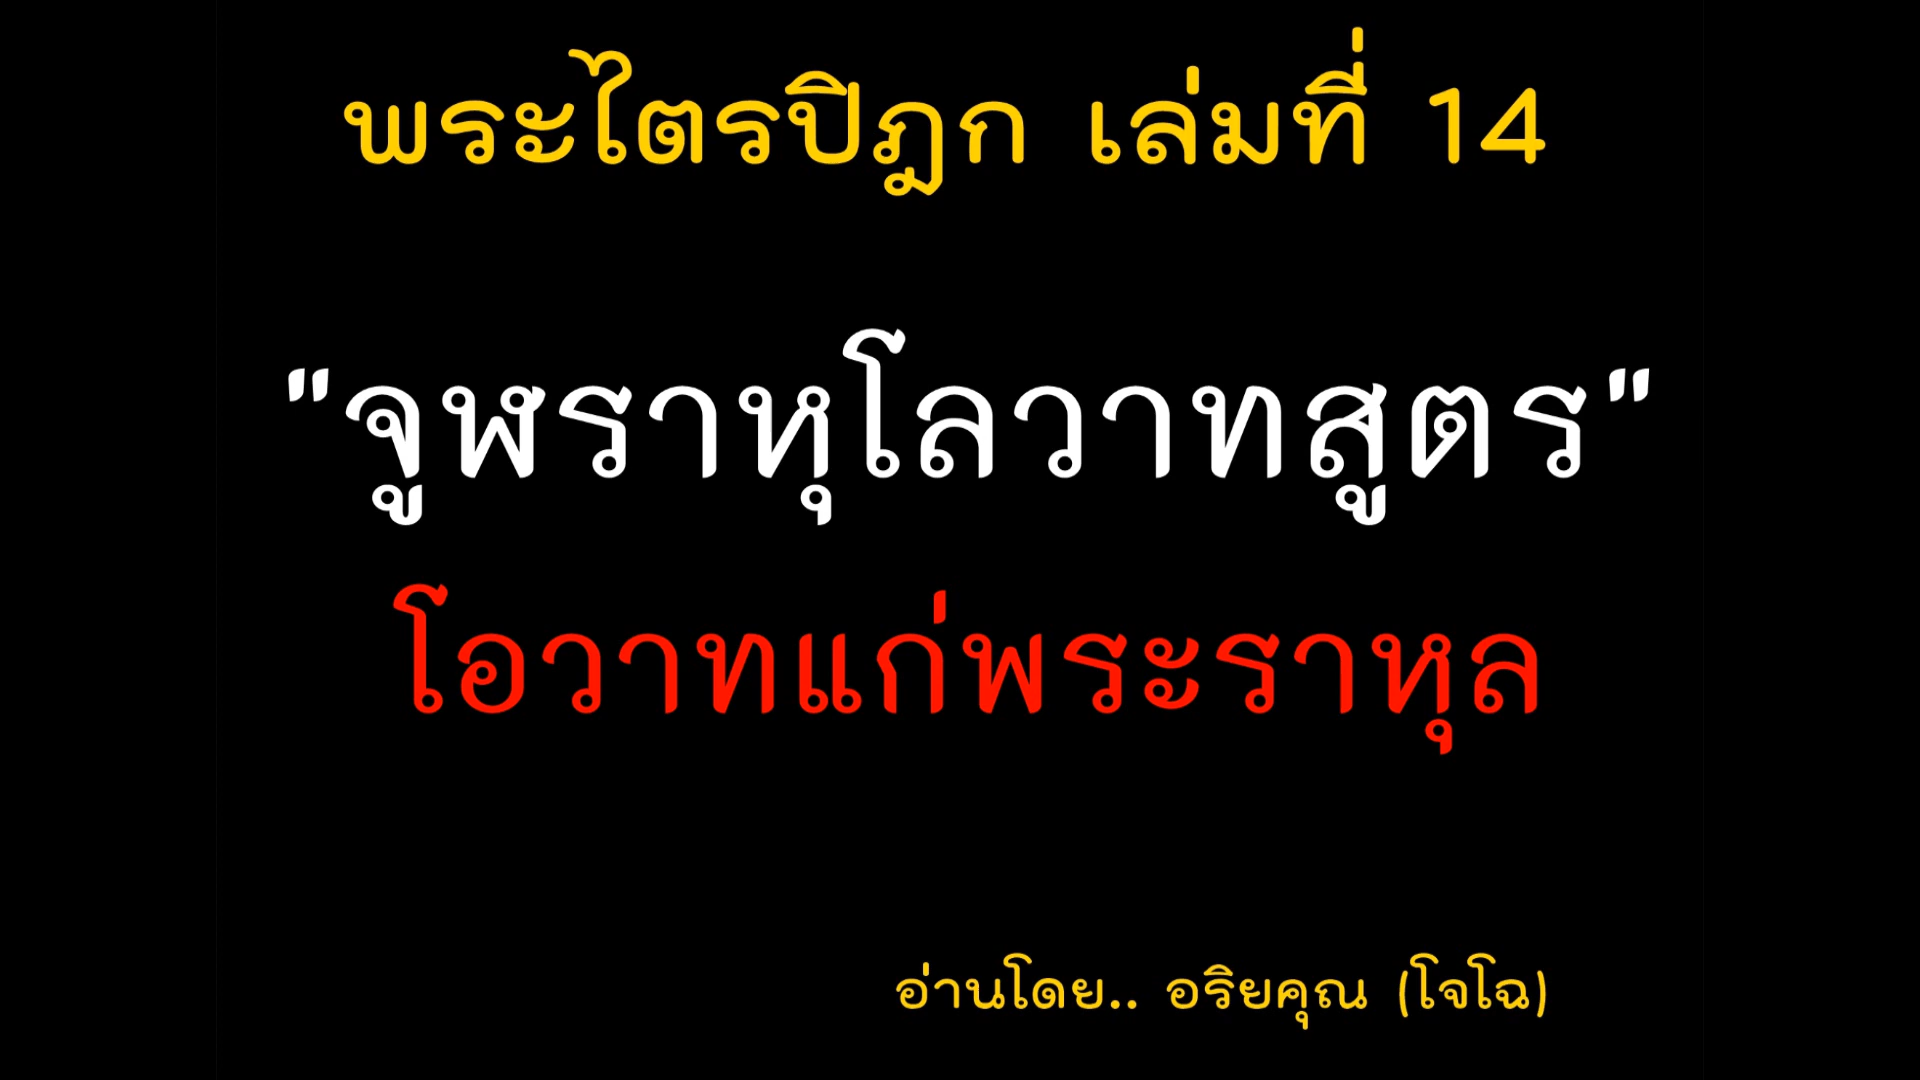 พระไตรปิฎก เล่มที่ 14
"จูฬราหุโลวาทสูตร"
โอวาทแก่พระราหุล
อ่านโดย.. อริยคุณ (โจโฉ)